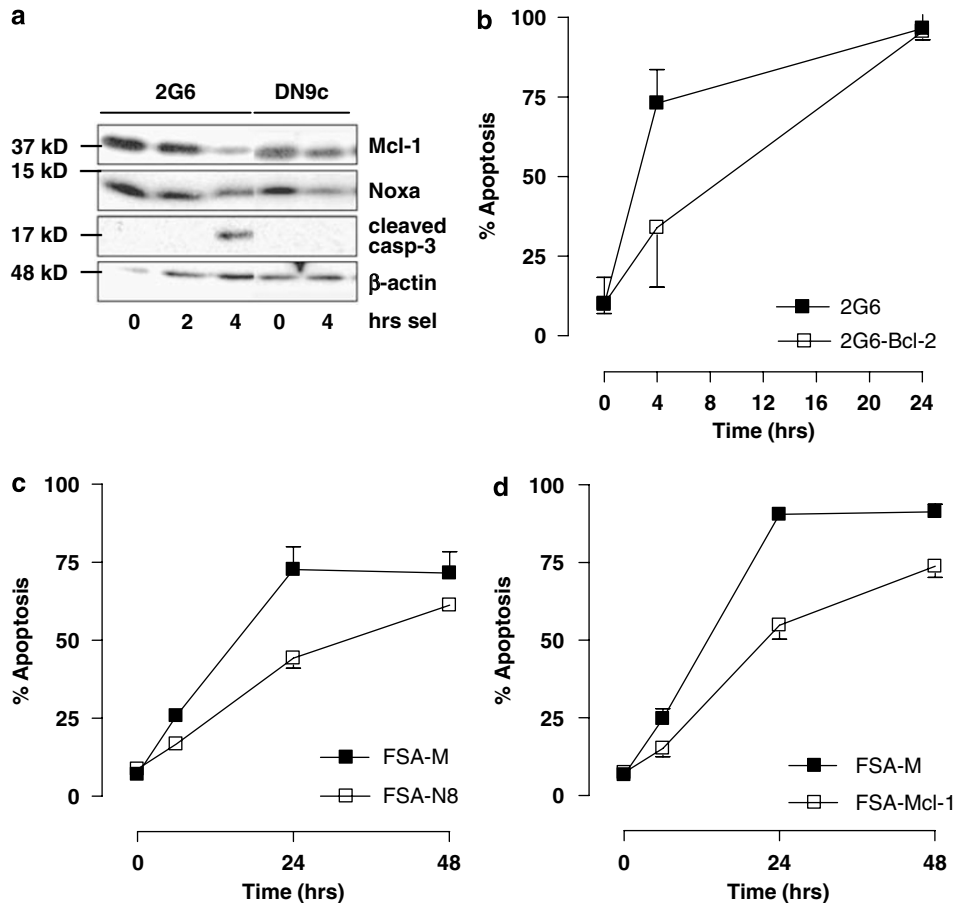 a
2G6 DN9c
37 kD Mcl-1
15 kD
Noxa
cleaved
17 kD casp-3
48 kD β-actin
0 2 4 0 4 hrs sel
b
100
75
50
25
0
% Apoptosis
2G6
2G6-Bcl-2
0 4 8 12 16 20 24
Time (hrs)
c
100
75
50
25
0
% Apoptosis
FSA-M
FSA-N8
0 24 48
Time (hrs)
d
100
75
50
25
0
% Apoptosis
FSA-M
FSA-Mcl-1
0 24 48
Time (hrs)